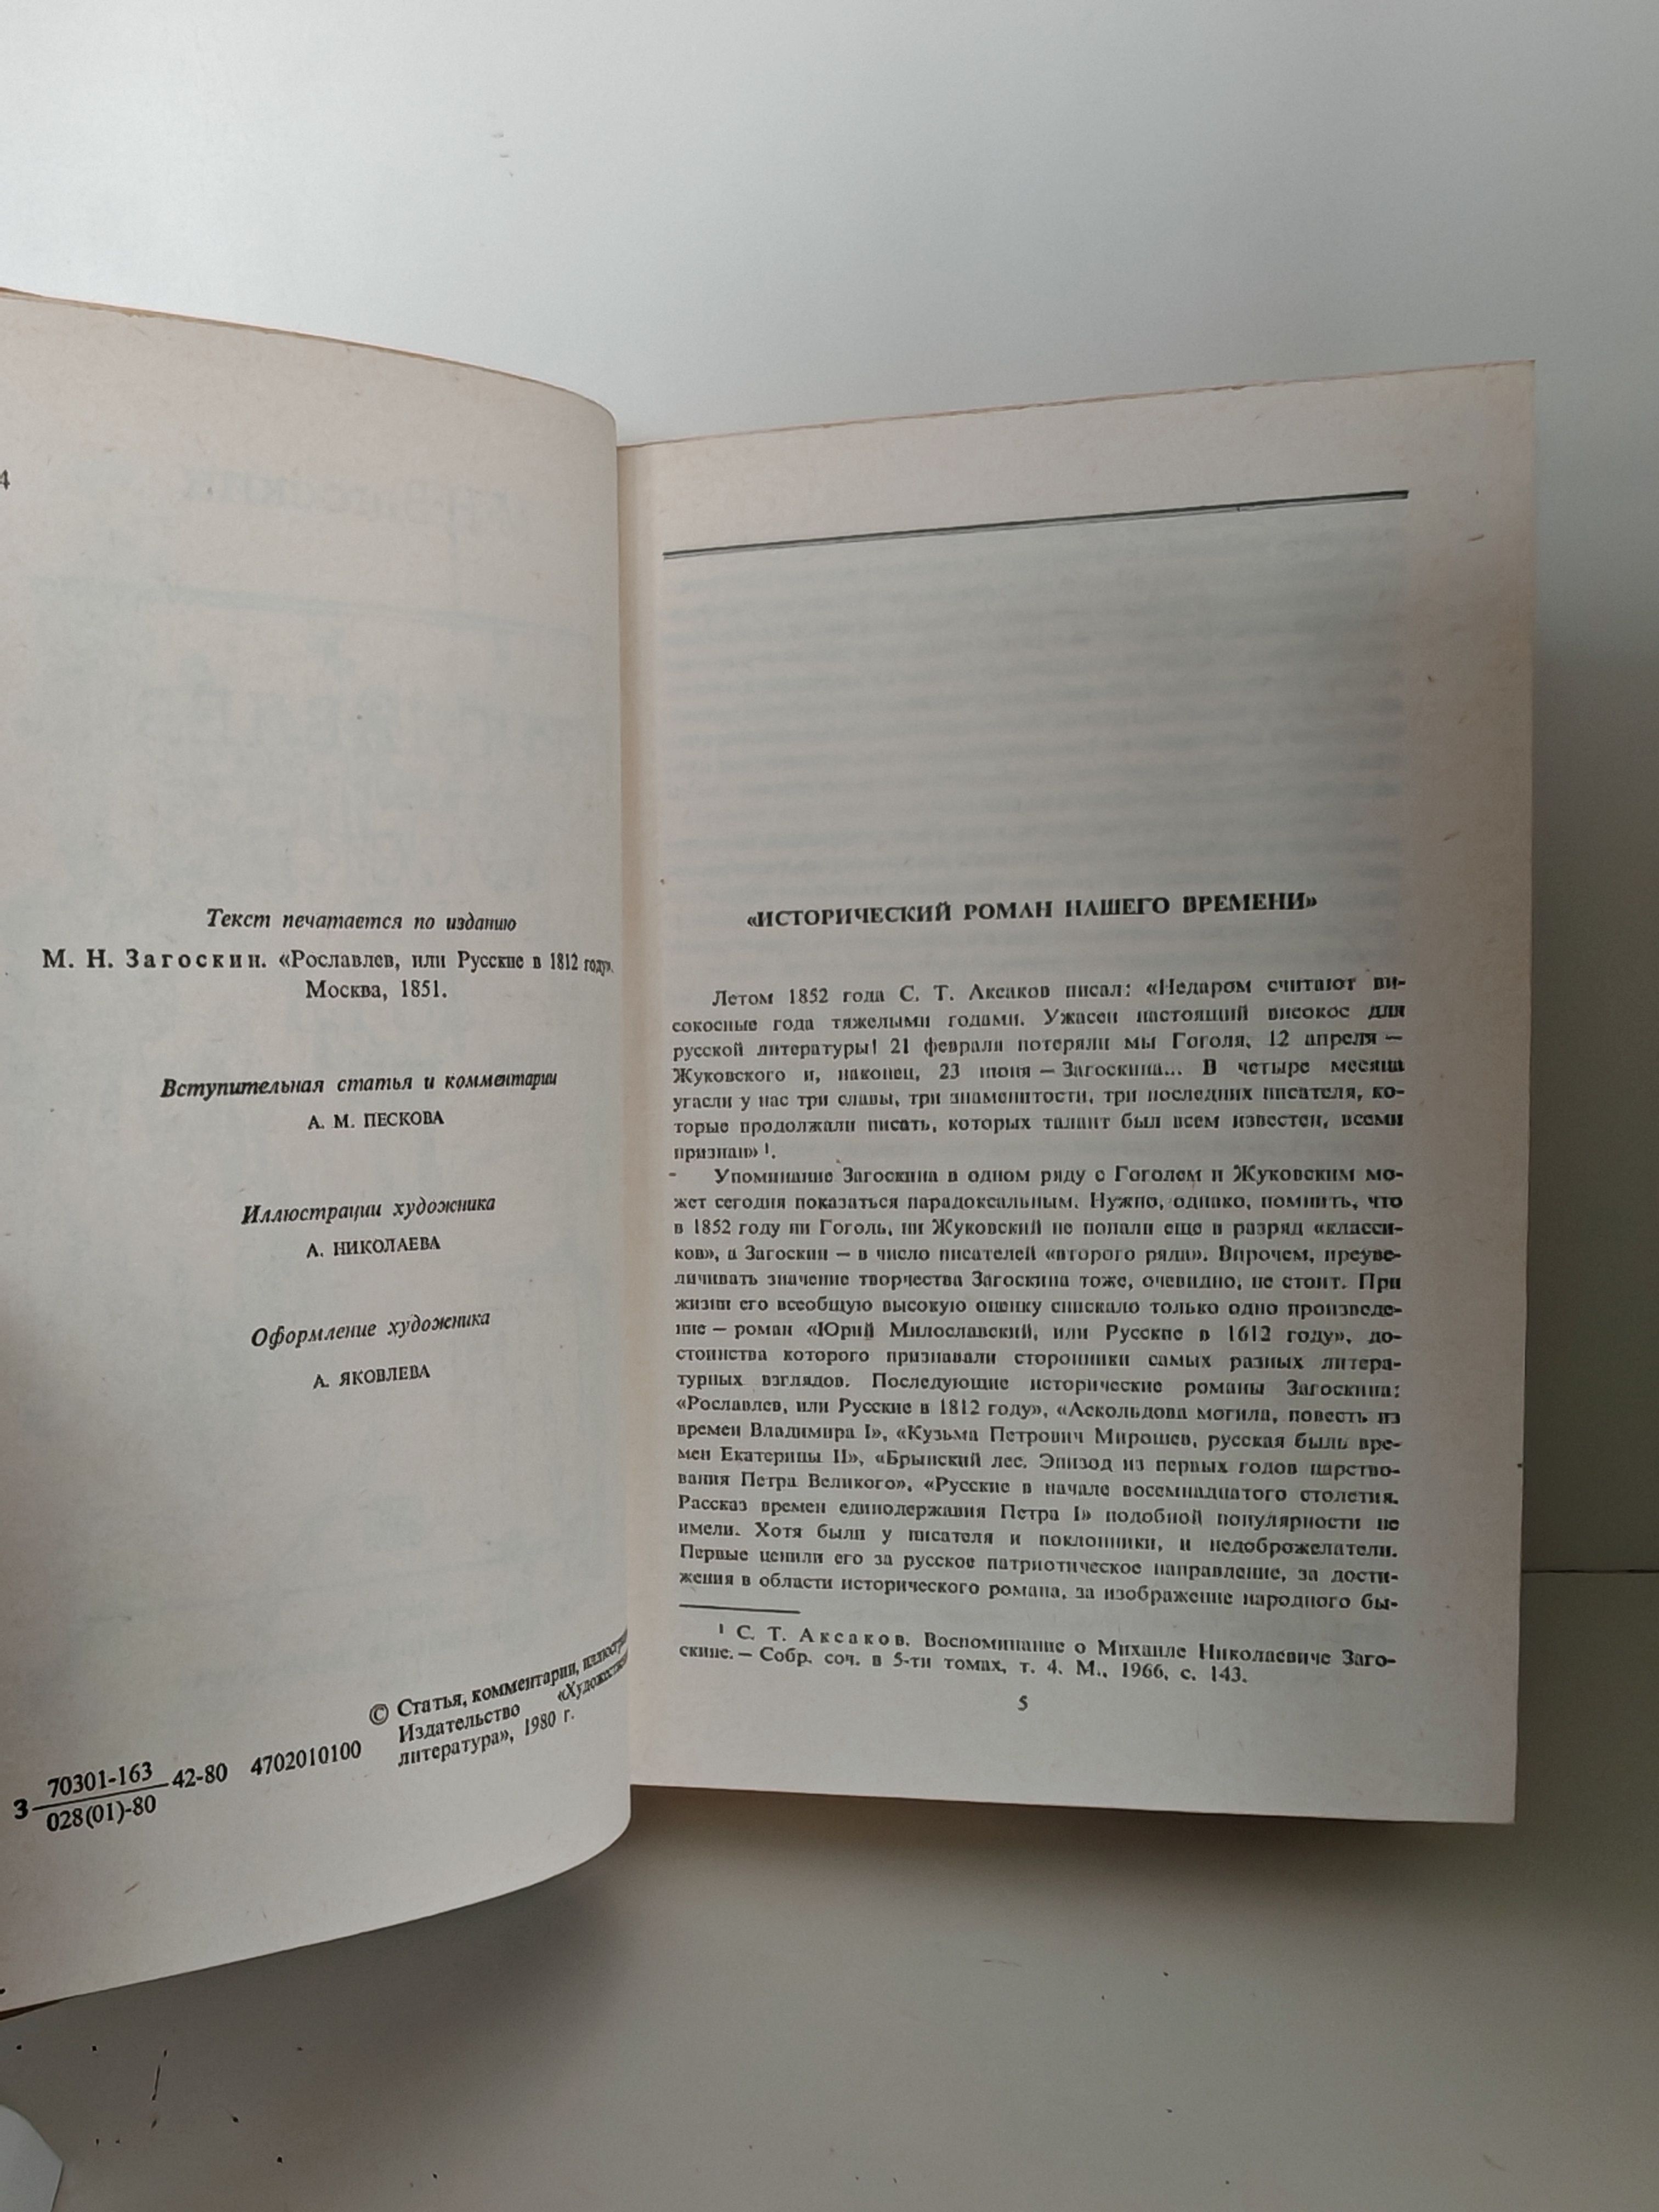 4
Текст печатается по изданию
М. Н. Загоскин. «Рославлев, или Русские в 1812 году».
Москва, 1851.
Вступительная статья и комментарии
А. М. ПЕСКОВА
Иллюстрации художника
А. НИКОЛАЕВА
Оформление художника
А. ЯКОВЛЕВА
© Статья, комментарии,
Издательство
литература», 1980 г.
З 70301-163 42-80 4702010100
028(01)-80
«ИСТОРИЧЕСКИЙ РОМАН НАШЕГО ВРЕМЕНИ»
Летом 1852 года С. Т. Аксаков писал: «Недаром считают ви-
сокосные года тяжелыми годами. Ужасен настоящий високос для
русской литературы! 21 февраля потеряли мы Гоголя, 12 апреля —
Жуковского и, наконец, 23 июня — Загоскина... В четыре месяца
угасли у нас три славы, три знаменитости, три последних писателя, ко-
торые продолжали писать, которых талант был всем известен, всеми
признан» ¹.
Упоминание Загоскина в одном ряду с Гоголем и Жуковским мо-
жет сегодня показаться парадоксальным. Нужно, однако, помнить, что
в 1852 году ни Гоголь, ни Жуковский не попали еще в разряд «класси-
ков», а Загоскин — в число писателей «второго ряда». Впрочем, преуве-
личивать значение творчества Загоскина тоже, очевидно, не стоит. При
жизни его всеобщую высокую оценку снискало только одно произведе-
ние — роман «Юрий Милославский, или Русские в 1612 году», до-
стоинства которого признавали сторонники самых разных литера-
турных взглядов. Последующие исторические романы Загоскина:
«Рославлев, или Русские в 1812 году», «Аскольдова могила, повесть из
времен Владимира I», «Кузьма Петрович Мирошев, русская быль вре-
мен Екатерины II», «Брынский лес. Эпизод из первых годов царство-
вания Петра Великого», «Русские в начале восемнадцатого столетия.
Рассказ времен единодержавия Петра I» подобной популярности не
имели. Хотя были у писателя и поклонники, и недоброжелатели.
Первые ценили его за русское патриотическое направление, за дости-
жения в области исторического романа, за изображение народного бы-
¹ С. Т. Аксаков. Воспоминание о Михаиле Николаевиче Заго-
скине. — Собр. соч. в 5-ти томах, т. 4. М., 1966, с. 143.
5